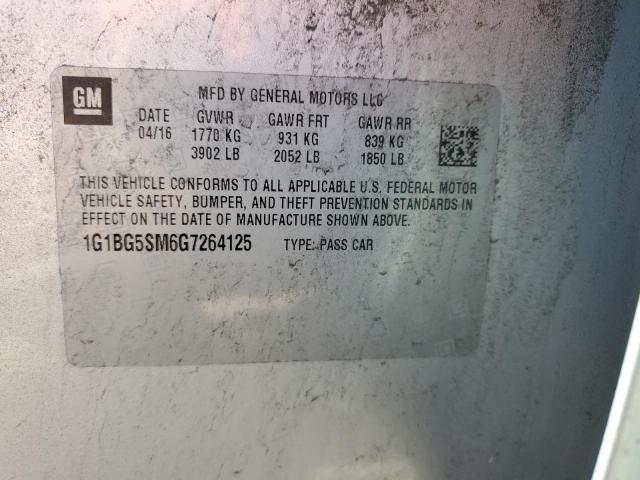 GM
MFD BY GENERAL MOTORS LLC
DATE GVWR GAWR FRT GAWR RR
04/16 1770 KG 931 KG 839 KG
3902 LB 2052 LB 1850 LB
THIS VEHICLE CONFORMS TO ALL APPLICABLE U.S. FEDERAL MOTOR
VEHICLE SAFETY, BUMPER, AND THEFT PREVENTION STANDARDS IN
EFFECT ON THE DATE OF MANUFACTURE SHOWN ABOVE.
1G1BG5SM6G7264125 TYPE: PASS CAR